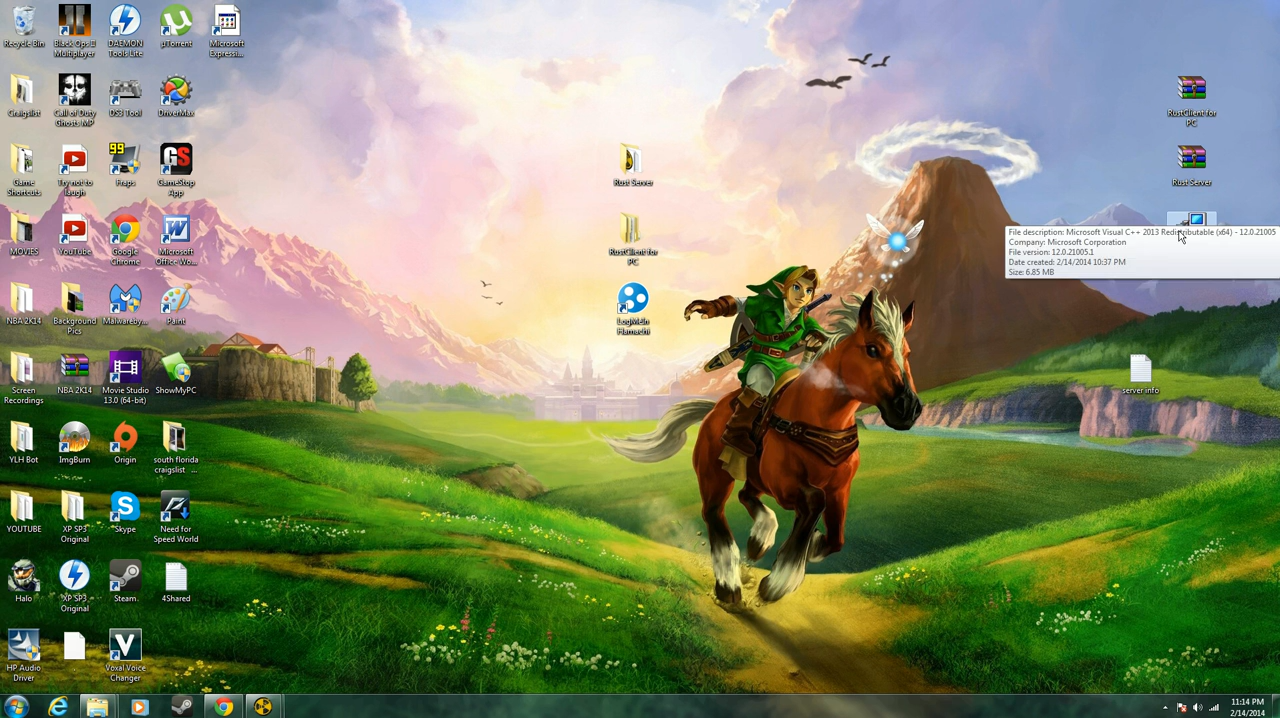 Recycle Bin
Black Ops II
Multiplayer
DAEMON
Tools Lite
µTorrent
Microsoft
Expressi...
Craigslist
Call of Duty
Ghosts MP
DS3 Tool
DriverMax
Game
Shortcuts
Try not to
laugh
99
Fraps
GS
GameStop
App
MOVIES
YouTube
Google
Chrome
Microsoft
Office Wo...
NBA 2K14
Background
Pics
Malwareby...
Paint
Screen
Recordings
NBA 2K14
Movie Studio
13.0 (64-bit)
ShowMyPC
YLH Bot
ImgBurn
Origin
south florida
craigslist ...
YOUTUBE
XP SP3
Original
Skype
Need for
Speed World
Halo
XP SP3
Original
Steam
4Shared
HP Audio
Driver
.
Voxal Voice
Changer
Rust Server
RustClient for
PC
LogMeIn
Hamachi
RustClient for
PC
Rust Server
File description: Microsoft Visual C++ 2013 Redistributable (x64) - 12.0.21005
Company: Microsoft Corporation
File version: 12.0.21005.1
Date created: 2/14/2014 10:37 PM
Size: 6.85 MB
server info
11:14 PM
2/14/2014